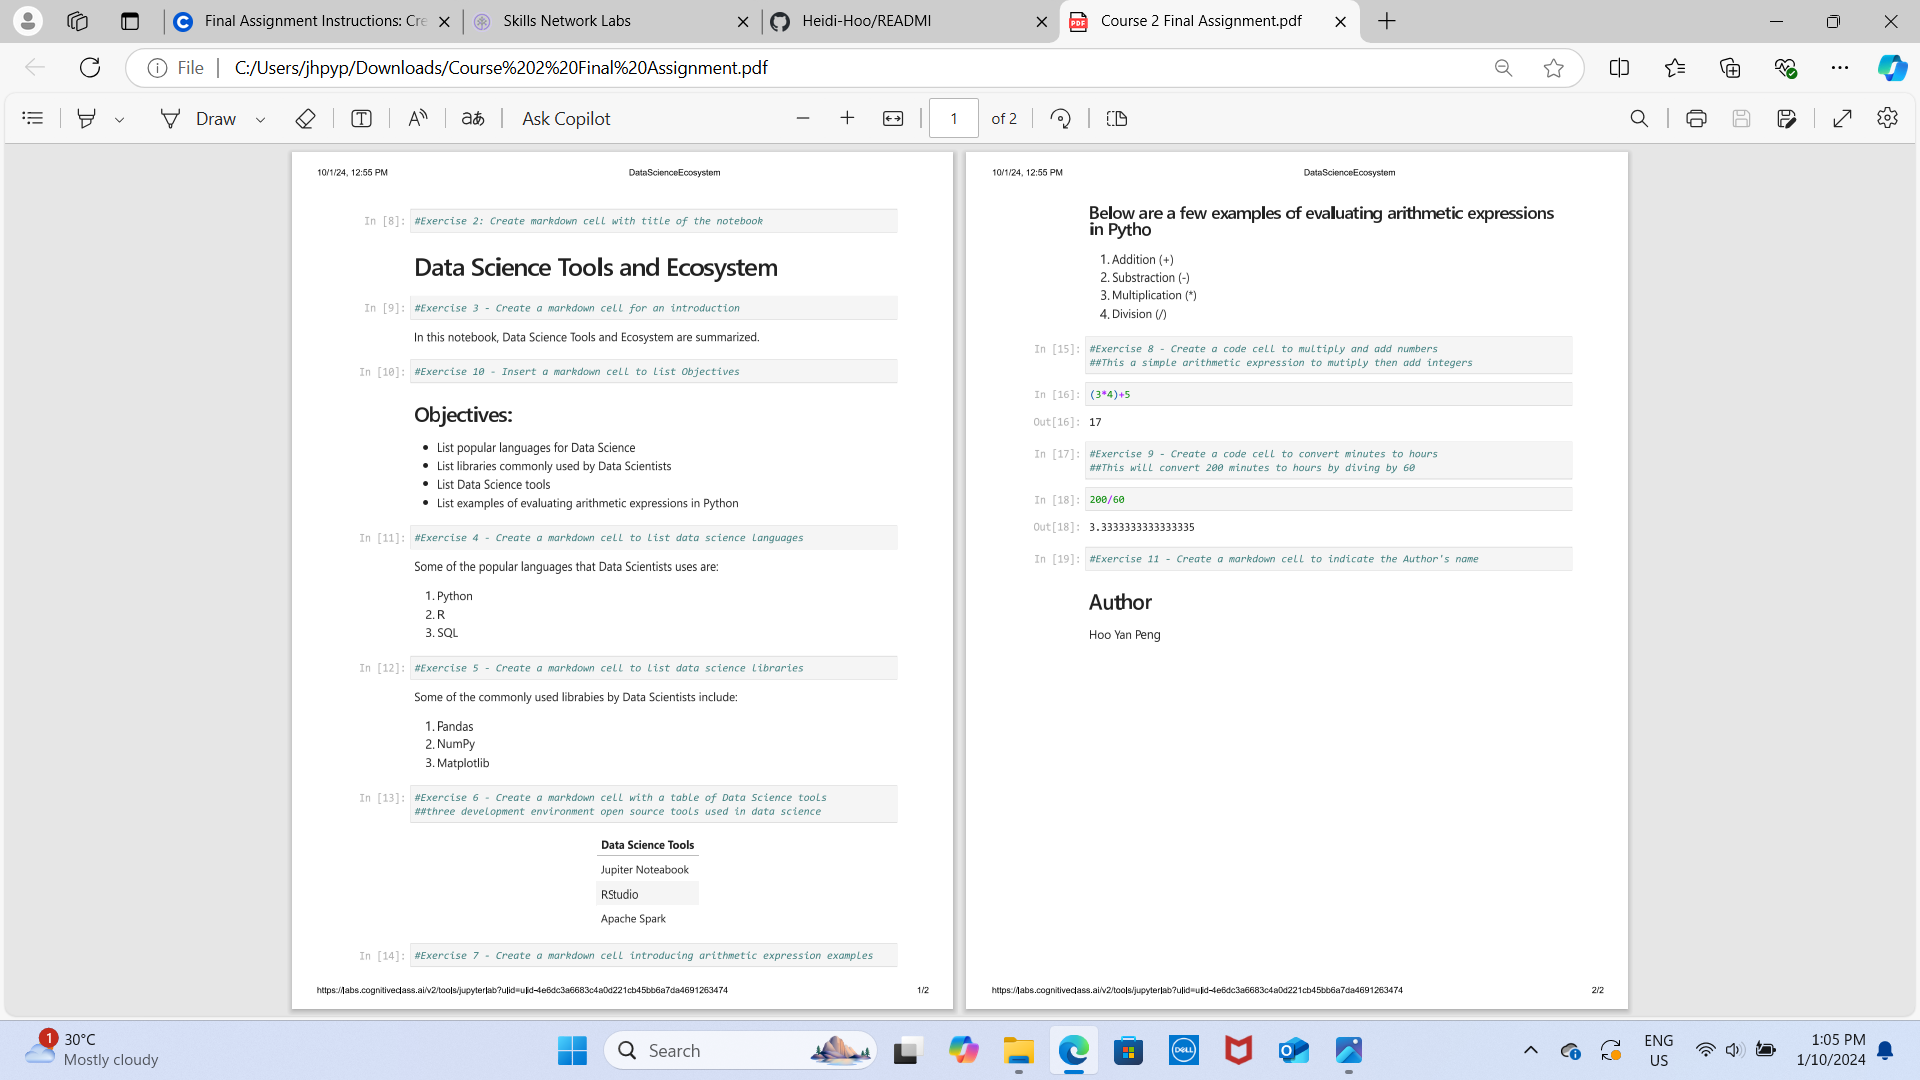 Final Assignment Instructions: Cre
Skills Network Labs
Heidi-Hoo/README
Course 2 Final Assignment.pdf
File
C:/Users/jhpyp/Downloads/Course%202%20Final%20Assignment.pdf
Draw
Ask Copilot
1 of 2
10/1/24, 12:55 PM
DataScienceEcosystem
In [8]: #Exercise 2: Create markdown cell with title of the notebook
Data Science Tools and Ecosystem
In [9]: #Exercise 3 - Create a markdown cell for an introduction
In this notebook, Data Science Tools and Ecosystem are summarized.
In [10]: #Exercise 10 - Insert a markdown cell to list Objectives
Objectives:
• List popular languages for Data Science
• List libraries commonly used by Data Scientists
• List Data Science tools
• List examples of evaluating arithmetic expressions in Python
In [11]: #Exercise 4 - Create a markdown cell to list data science languages
Some of the popular languages that Data Scientists uses are:
1. Python
2. R
3. SQL
In [12]: #Exercise 5 - Create a markdown cell to list data science libraries
Some of the commonly used librabies by Data Scientists include:
1. Pandas
2. NumPy
3. Matplotlib
In [13]: #Exercise 6 - Create a markdown cell with a table of Data Science tools
##three development environment open source tools used in data science
Data Science Tools
Jupiter Noteabook
RStudio
Apache Spark
In [14]: #Exercise 7 - Create a markdown cell introducing arithmetic expression examples
https://labs.cognitiveclass.ai/v2/tools/jupyterlab?ulid=ulid-4e6dc3a6683c4a0d221cb45bb6a7da4691263474
1/2
10/1/24, 12:55 PM
DataScienceEcosystem
Below are a few examples of evaluating arithmetic expressions
in Pytho
1. Addition (+)
2. Substraction (-)
3. Multiplication (*)
4. Division (/)
In [15]: #Exercise 8 - Create a code cell to multiply and add numbers
##This a simple arithmetic expression to mutiply then add integers
In [16]: (3*4)+5
Out[16]: 17
In [17]: #Exercise 9 - Create a code cell to convert minutes to hours
##This will convert 200 minutes to hours by diving by 60
In [18]: 200/60
Out[18]: 3.3333333333333335
In [19]: #Exercise 11 - Create a markdown cell to indicate the Author's name
Author
Hoo Yan Peng
https://labs.cognitiveclass.ai/v2/tools/jupyterlab?ulid=ulid-4e6dc3a6683c4a0d221cb45bb6a7da4691263474
2/2
1
30°C
Mostly cloudy
Search
ENG
US
1:05 PM
1/10/2024